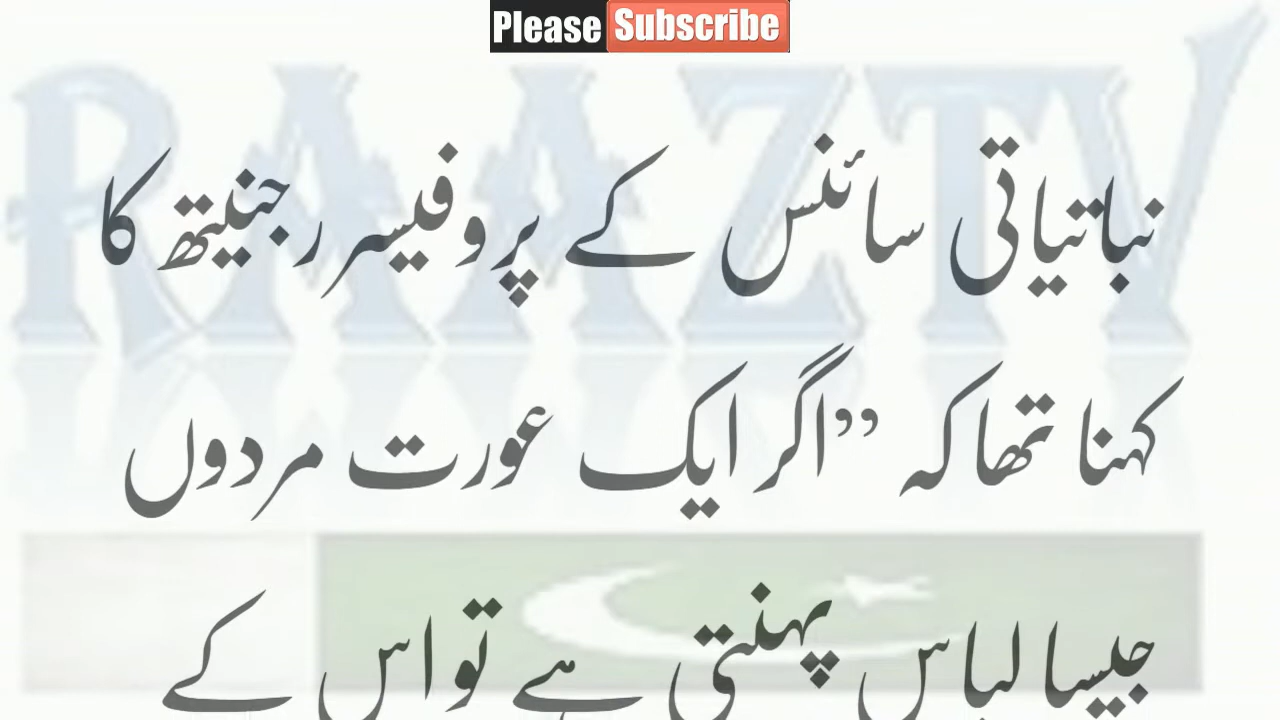 Please Subscribe
RAAZTV
نباتیاتی سائنس کے پروفیسر رجنیتھ کا
کہنا تھا کہ ’’اگر ایک عورت مردوں
جیسا لباس پہنتی ہے تو اس کے